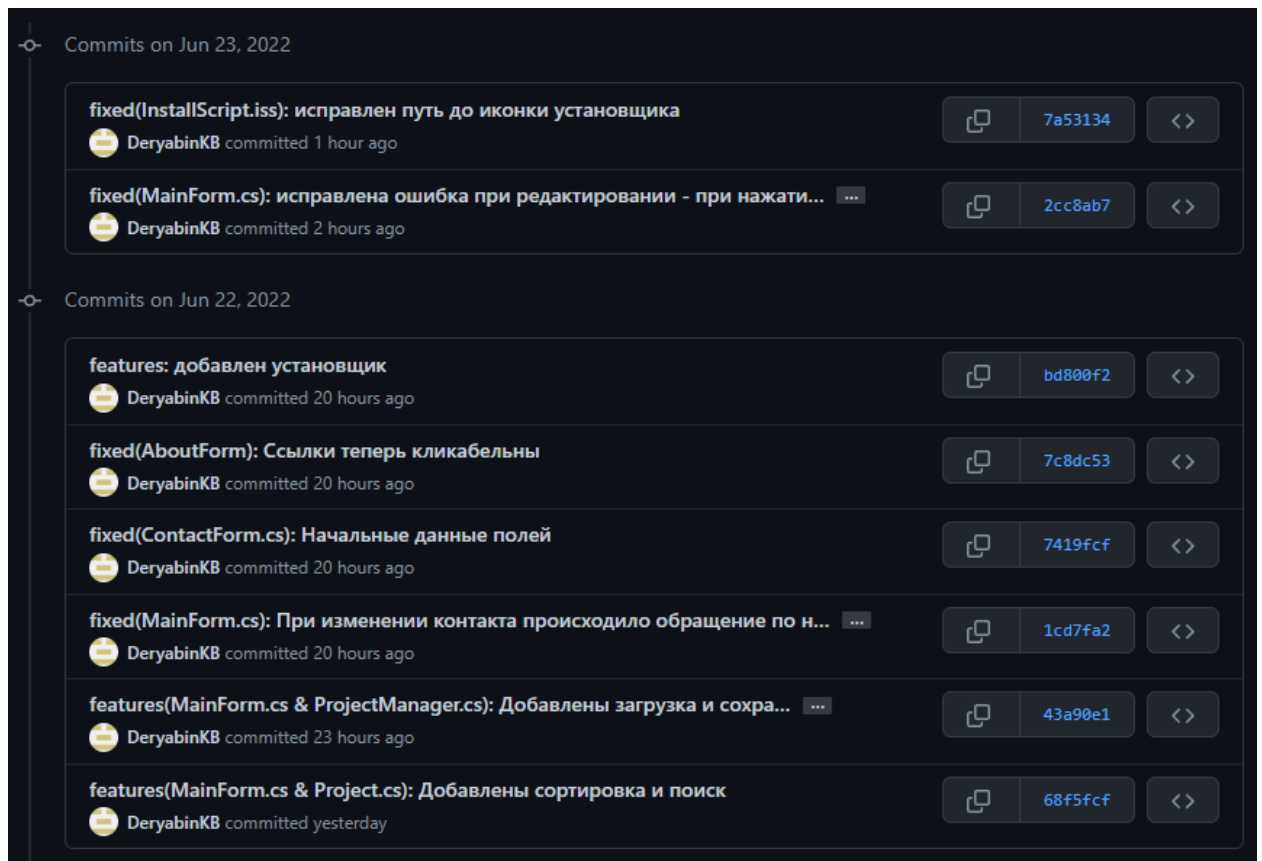 Commits on Jun 23, 2022
fixed(InstallScript.iss): исправлен путь до иконки установщика
7a53134
DeryabinKB committed 1 hour ago
fixed(MainForm.cs): исправлена ошибка при редактировании - при нажати... ...
2cc8ab7
DeryabinKB committed 2 hours ago
Commits on Jun 22, 2022
features: добавлен установщик
bd800f2
DeryabinKB committed 20 hours ago
fixed(AboutForm): Ссылки теперь кликабельны
7c8dc53
DeryabinKB committed 20 hours ago
fixed(ContactForm.cs): Начальные данные полей
7419fcf
DeryabinKB committed 20 hours ago
fixed(MainForm.cs): При изменении контакта происходило обращение по н... ...
1cd7fa2
DeryabinKB committed 20 hours ago
features(MainForm.cs & ProjectManager.cs): Добавлены загрузка и сохра... ...
43a90e1
DeryabinKB committed 23 hours ago
features(MainForm.cs & Project.cs): Добавлены сортировка и поиск
68f5fcf
DeryabinKB committed yesterday